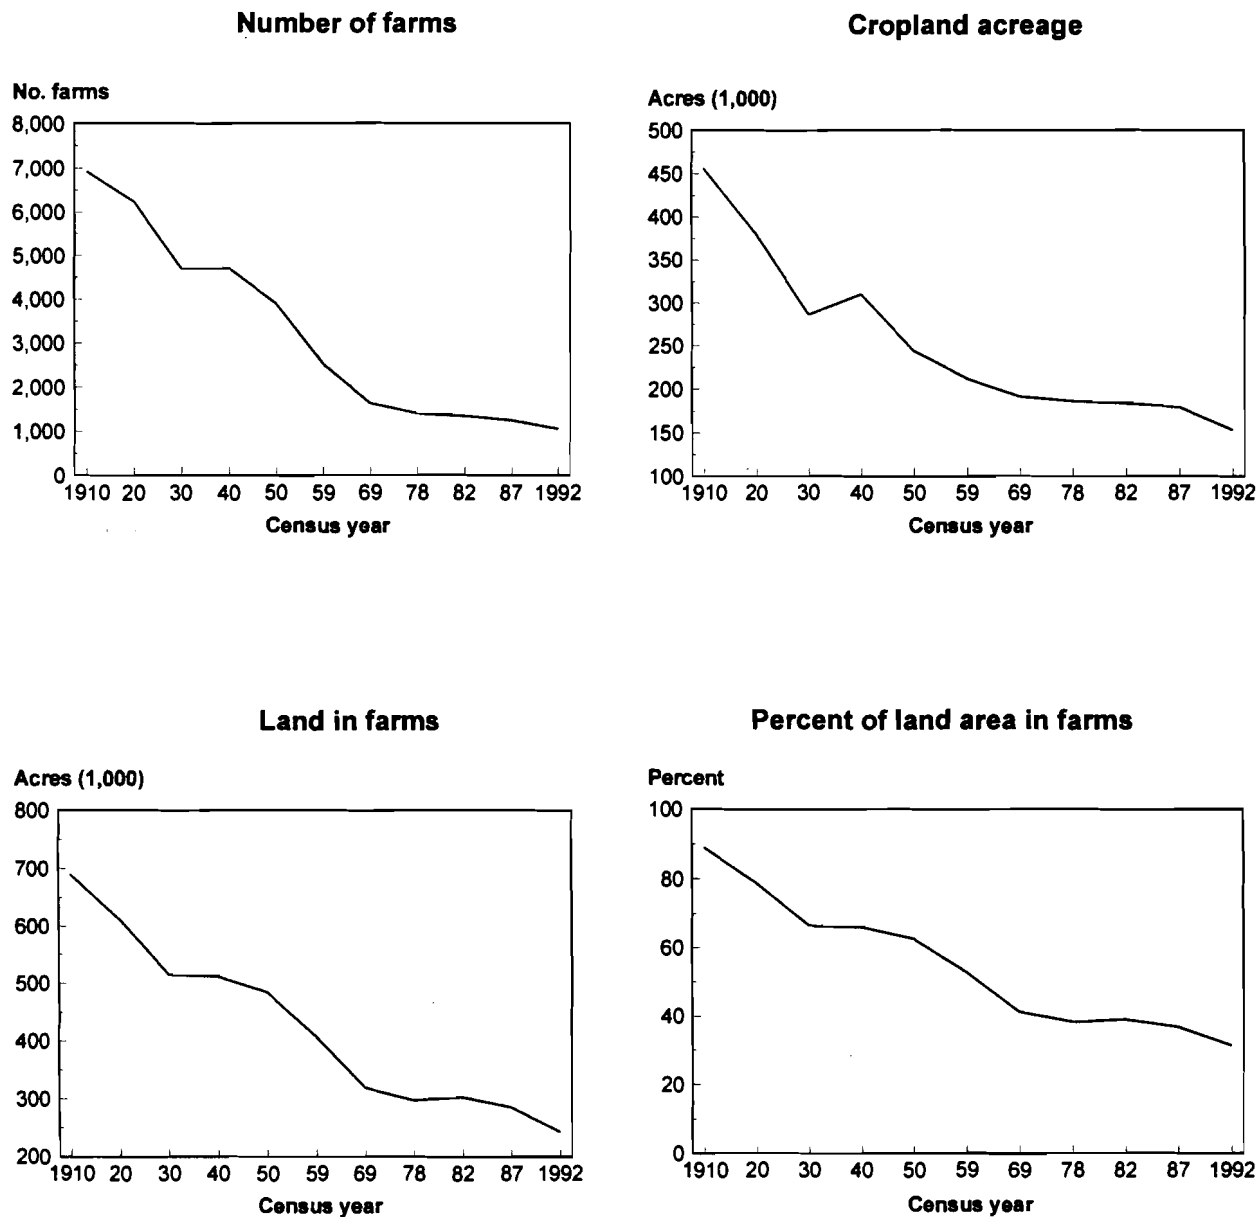 Number of farms
No. farms
8,000
7,000
6,000
5,000
4,000
3,000
2,000
1,000
0
1910 20 30 40 50 59 69 78 82 87 1992
Census year
Cropland acreage
Acres (1,000)
500
450
400
350
300
250
200
150
100
1910 20 30 40 50 59 69 78 82 87 1992
Census year
Land in farms
Acres (1,000)
800
700
600
500
400
300
200
1910 20 30 40 50 59 69 78 82 87 1992
Census year
Percent of land area in farms
Percent
100
80
60
40
20
0
1910 20 30 40 50 59 69 78 82 87 1992
Census year